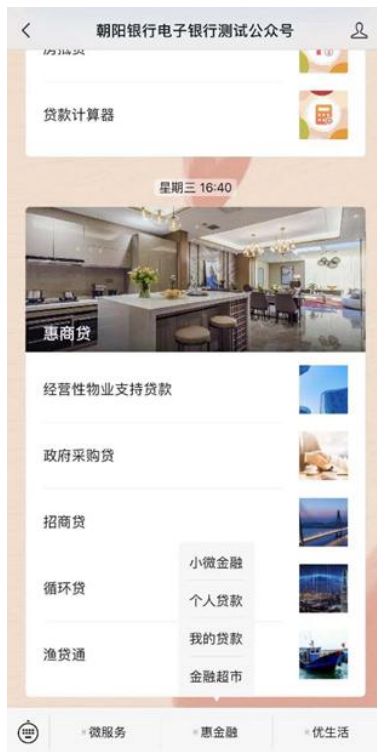 朝阳银行电子银行测试公众号
房抵贷
贷款计算器
星期三 16:40
惠商贷
经营性物业支持贷款
政府采购贷
招商贷
循环贷
渔贷通
小微金融
个人贷款
我的贷款
金融超市
微服务
惠金融
优生活